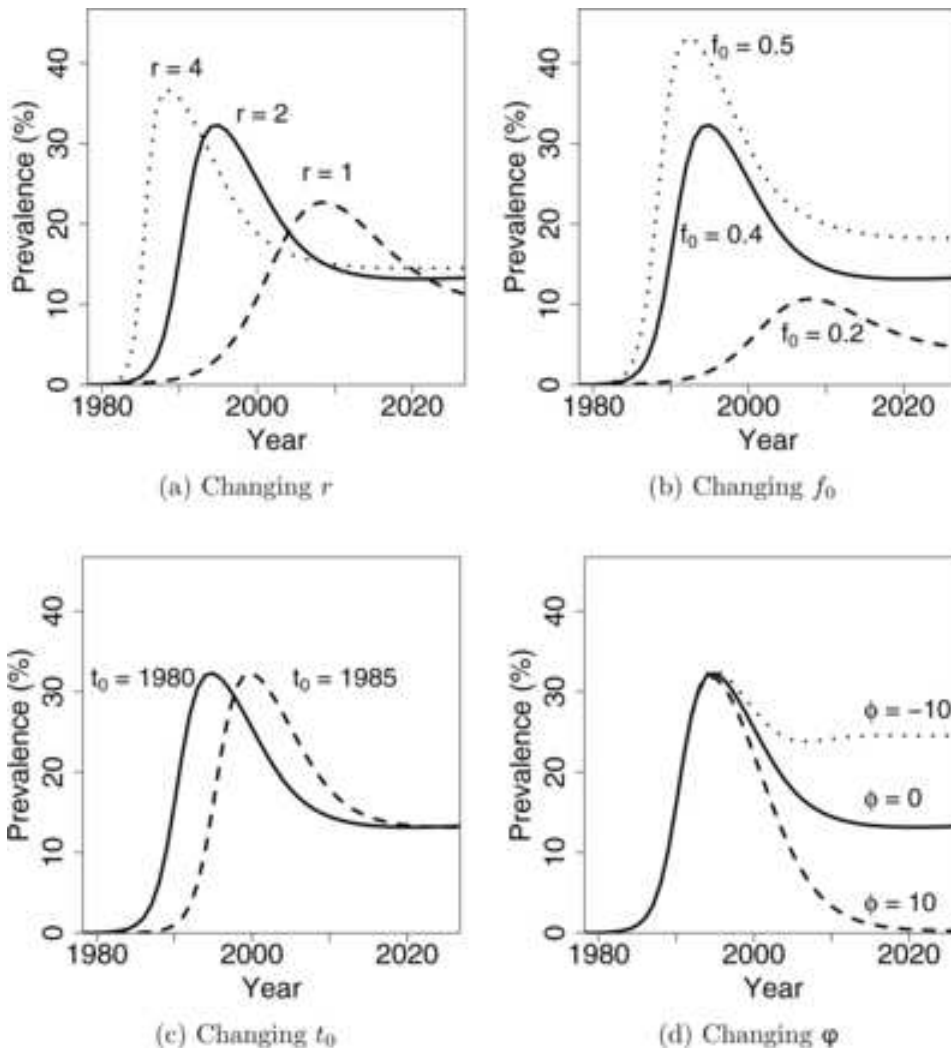 Prevalence (%)
40
30
20
10
0
r = 4
r = 2
r = 1
1980 2000 2020
Year
(a) Changing r
Prevalence (%)
40
30
20
10
0
f₀ = 0.5
f₀ = 0.4
f₀ = 0.2
1980 2000 2020
Year
(b) Changing f₀
Prevalence (%)
40
30
20
10
0
t₀ = 1980
t₀ = 1985
1980 2000 2020
Year
(c) Changing t₀
Prevalence (%)
40
30
20
10
0
ϕ = −10
ϕ = 0
ϕ = 10
1980 2000 2020
Year
(d) Changing φ